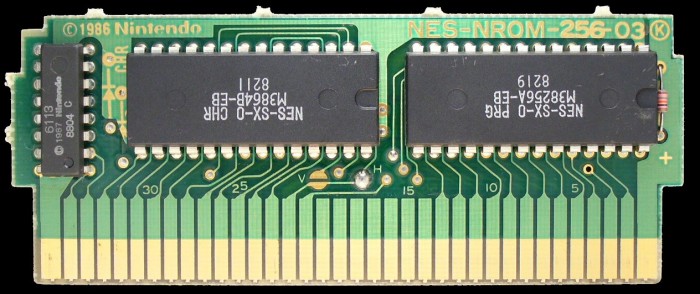 ©1986 Nintendo
NES-NROM-256-03 K
CHR
6113
©1987 Nintendo
8804 C
NES-SX-0 CHR
M3864B-EB
8211
NES-SX-0 PRG
M38256A-EB
8219
+
V
H
30
25
15
10
5